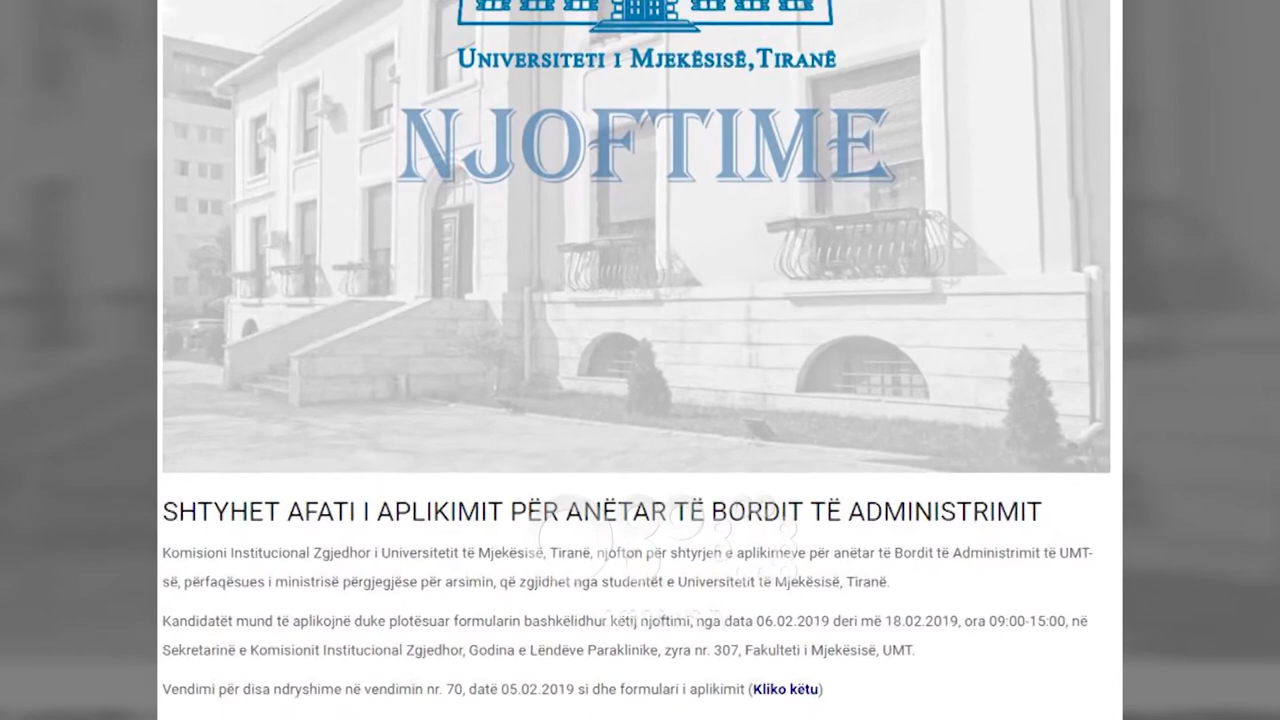 UNIVERSITETI I MJEKËSISË, TIRANË
NJOFTIME
SHTYHET AFATI I APLIKIMIT PËR ANËTAR TË BORDIT TË ADMINISTRIMIT
Komisioni Institucional Zgjedhor i Universitetit të Mjekësisë, Tiranë, njofton për shtyrjen e aplikimeve për anëtar të Bordit të Administrimit të UMT-
së, përfaqësues i ministrisë përgjegjëse për arsimin, që zgjidhet nga studentët e Universitetit të Mjekësisë, Tiranë.
Kandidatët mund të aplikojnë duke plotësuar formularin bashkëlidhur këtij njoftimi, nga data 06.02.2019 deri më 18.02.2019, ora 09:00-15:00, në
Sekretarinë e Komisionit Institucional Zgjedhor, Godina e Lëndëve Paraklinike, zyra nr. 307, Fakulteti i Mjekësisë, UMT.
Vendimi për disa ndryshime në vendimin nr. 70, datë 05.02.2019 si dhe formulari i aplikimit (Kliko këtu)